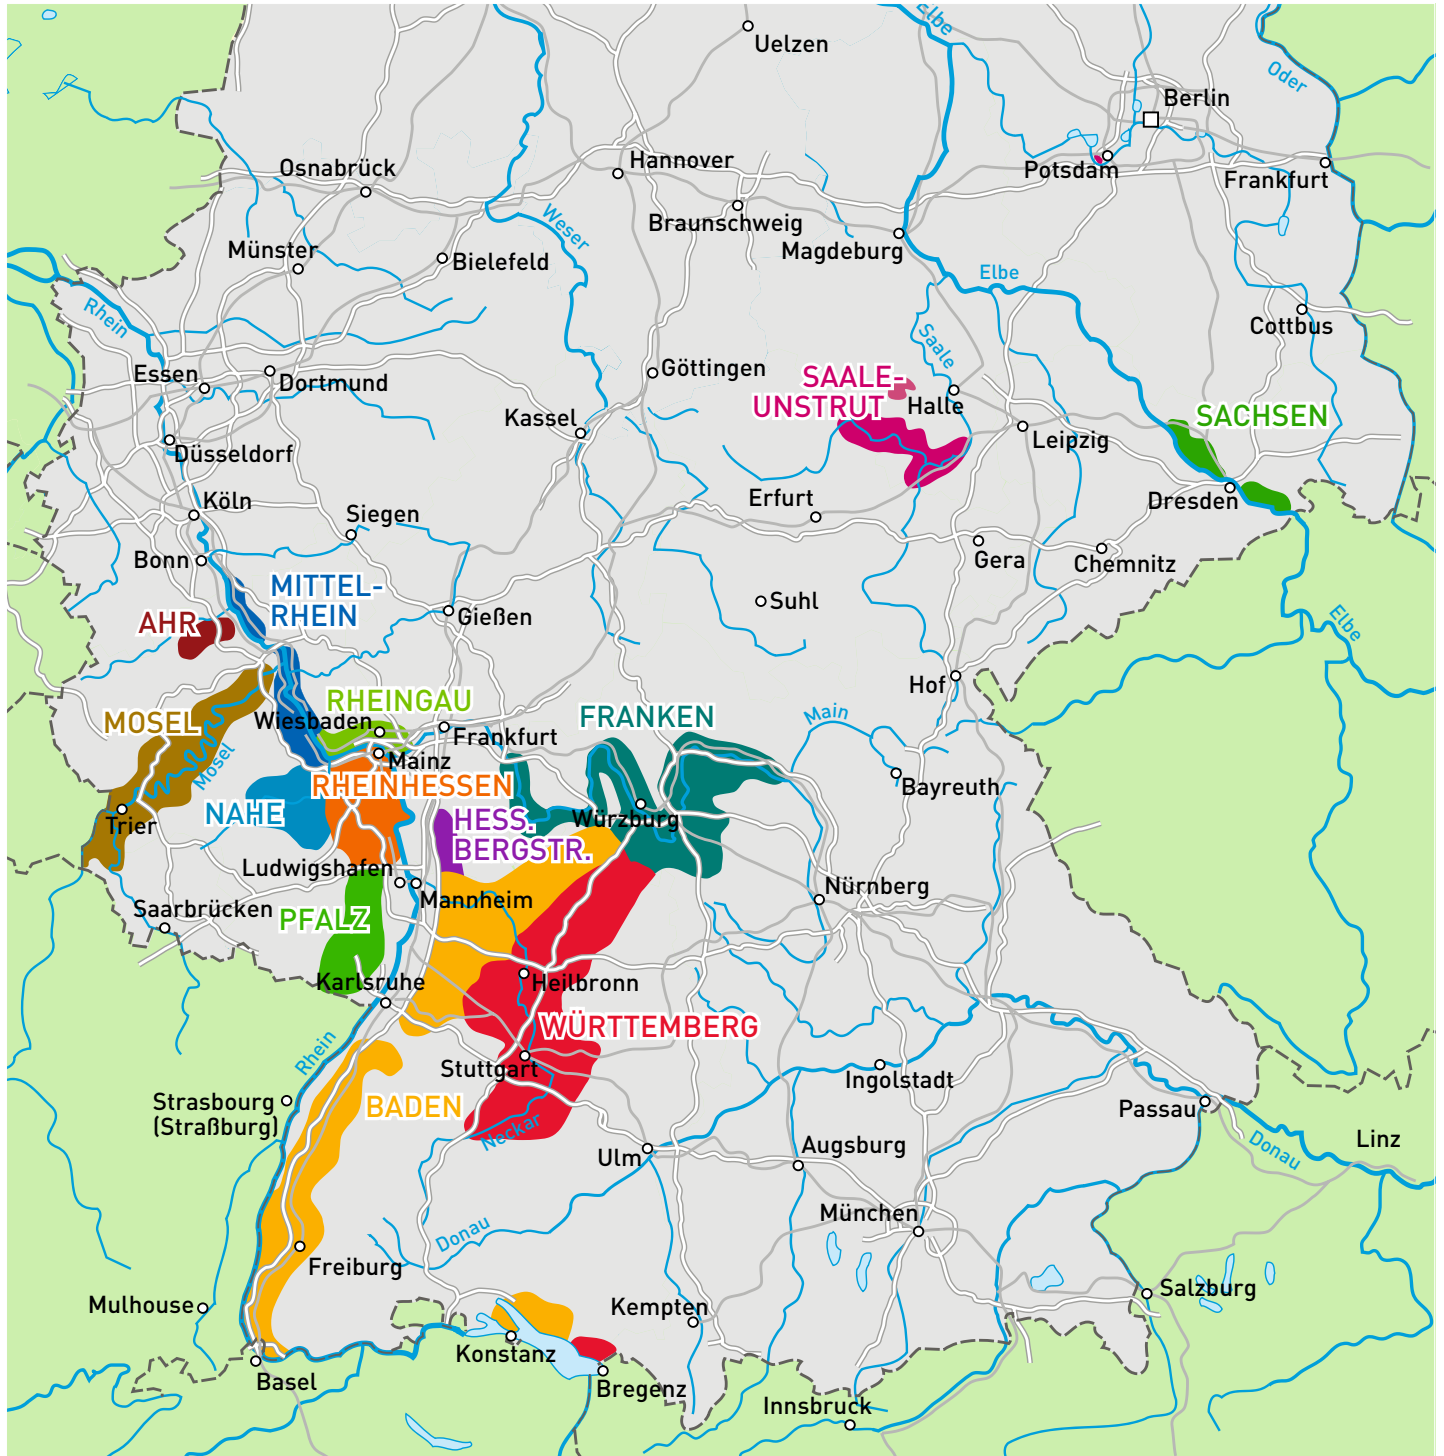 Elbe
Uelzen
Oder
Berlin
Osnabrück
Hannover
Potsdam
Frankfurt
Weser
Braunschweig
Münster
Bielefeld
Magdeburg
Elbe
Rhein
Cottbus
Saale
Essen
Dortmund
Göttingen
SAALE-
UNSTRUT
Halle
Kassel
SACHSEN
Leipzig
Düsseldorf
Köln
Siegen
Erfurt
Dresden
Bonn
Gera
Chemnitz
MITTEL-
RHEIN
AHR
Gießen
Suhl
Elbe
Hof
RHEINGAU
MOSEL
Wiesbaden
FRANKEN
Main
Frankfurt
Mosel
Mainz
RHEINHESSEN
Bayreuth
NAHE
HESS.
BERGSTR.
Trier
Würzburg
Ludwigshafen
Mannheim
Nürnberg
Saarbrücken
PFALZ
Karlsruhe
Heilbronn
WÜRTTEMBERG
Rhein
Stuttgart
Ingolstadt
Strasbourg
(Straßburg)
BADEN
Passau
Neckar
Ulm
Augsburg
Linz
Donau
München
Donau
Freiburg
Mulhouse
Kempten
Salzburg
Konstanz
Basel
Bregenz
Innsbruck